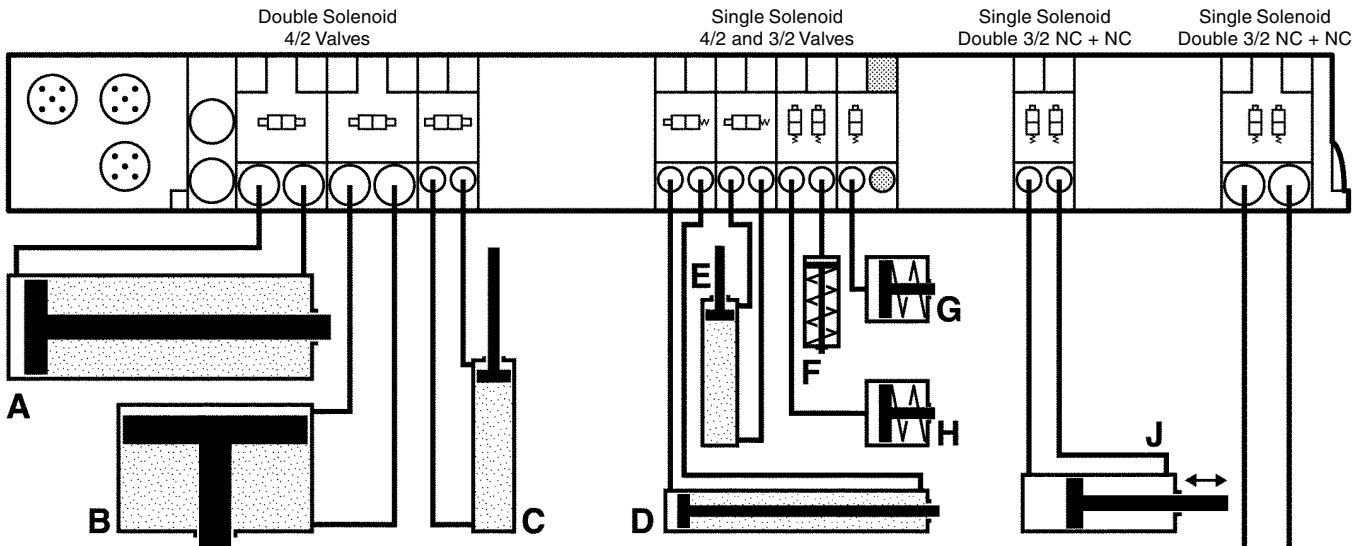 Double Solenoid
4/2 Valves
Single Solenoid
4/2 and 3/2 Valves
Single Solenoid
Double 3/2 NC + NC
Single Solenoid
Double 3/2 NC + NC
A
B
C
D
E
F
G
H
J